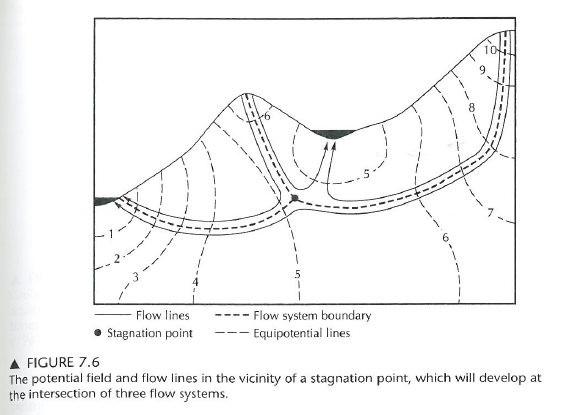 10
9
6
8
5
7
1
6
2
3
4
5
Flow lines
Flow system boundary
Stagnation point
Equipotential lines
▲ FIGURE 7.6
The potential field and flow lines in the vicinity of a stagnation point, which will develop at
the intersection of three flow systems.